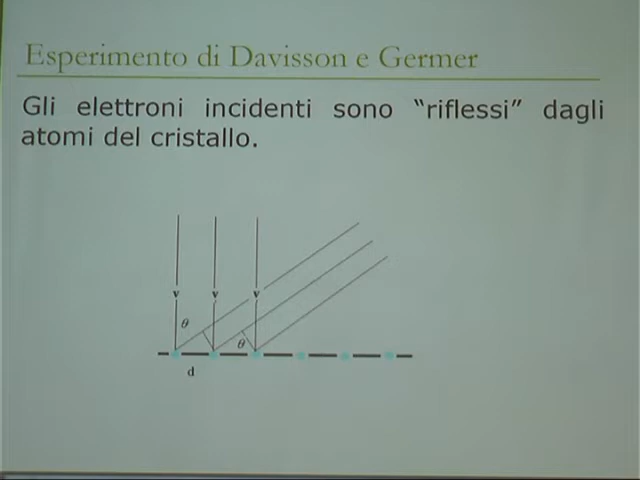 Esperimento di Davisson e Germer
Gli elettroni incidenti sono “riflessi” dagli
atomi del cristallo.
v v v
θ
θ
d